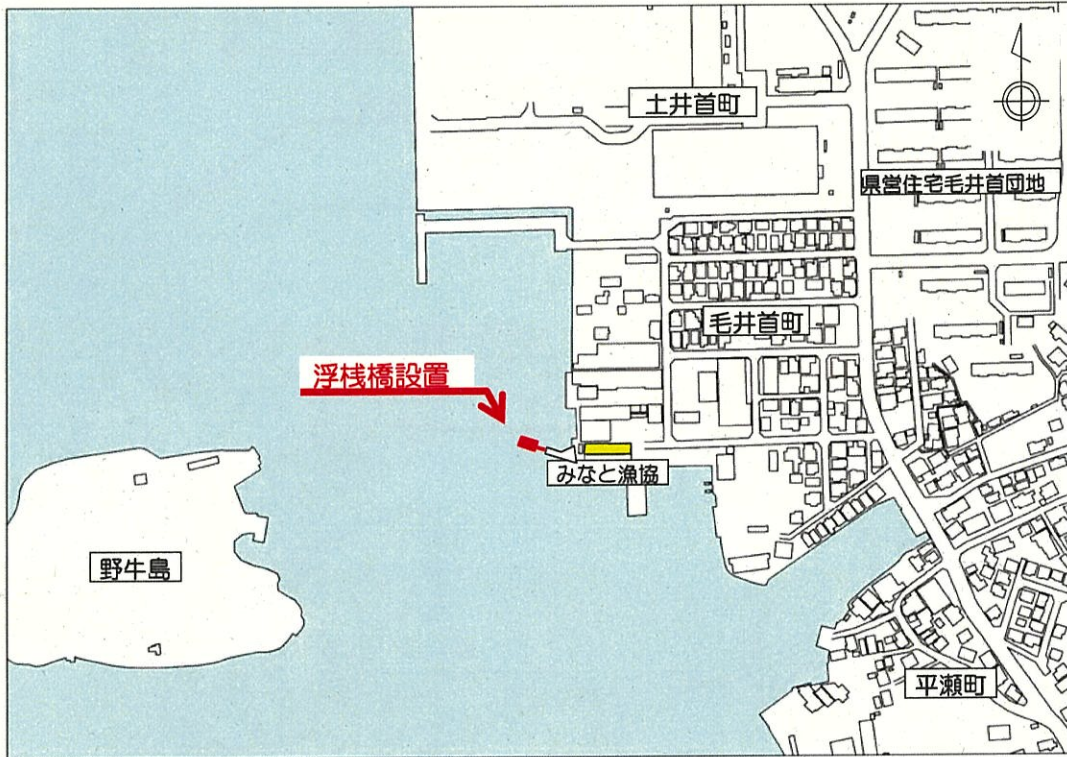 土井首町
県営住宅毛井首団地
毛井首町
浮桟橋設置
みなと漁協
野牛島
平瀬町